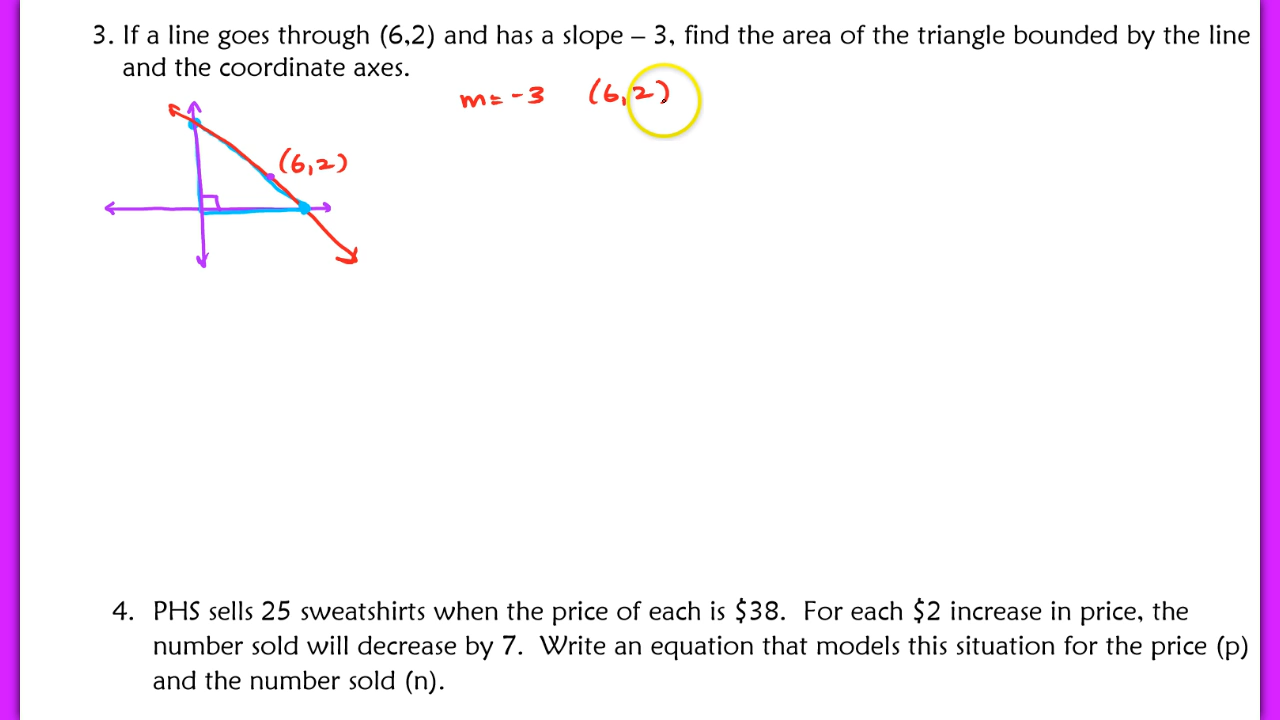 3. If a line goes through (6,2) and has a slope – 3, find the area of the triangle bounded by the line
and the coordinate axes.
m=-3 (6,2)
(6,2)
4. PHS sells 25 sweatshirts when the price of each is $38. For each $2 increase in price, the
number sold will decrease by 7. Write an equation that models this situation for the price (p)
and the number sold (n).